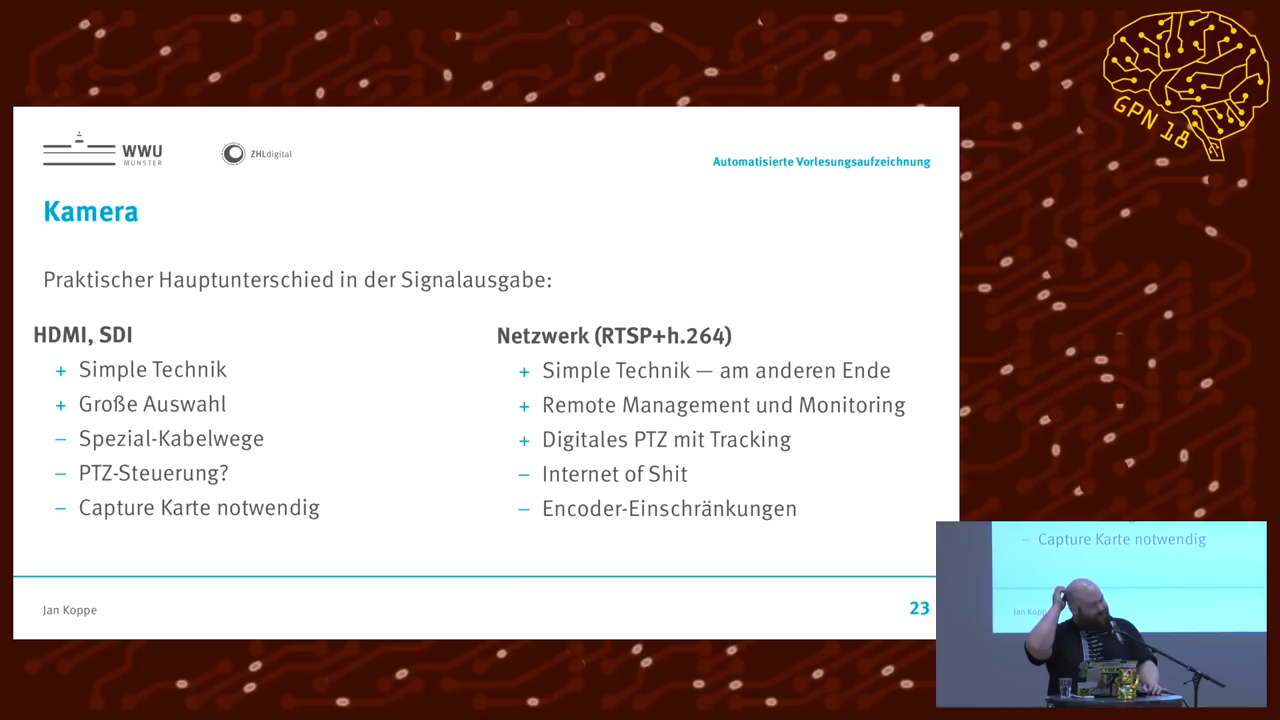 GPN 18
WWU
MÜNSTER
ZHLdigital
Automatisierte Vorlesungsaufzeichnung
Kamera
Praktischer Hauptunterschied in der Signalausgabe:
HDMI, SDI
+ Simple Technik
+ Große Auswahl
– Spezial-Kabelwege
– PTZ-Steuerung?
– Capture Karte notwendig
Netzwerk (RTSP+h.264)
+ Simple Technik — am anderen Ende
+ Remote Management und Monitoring
+ Digitales PTZ mit Tracking
– Internet of Shit
– Encoder-Einschränkungen
Jan Koppe
23
– Capture Karte notwendig
Jan